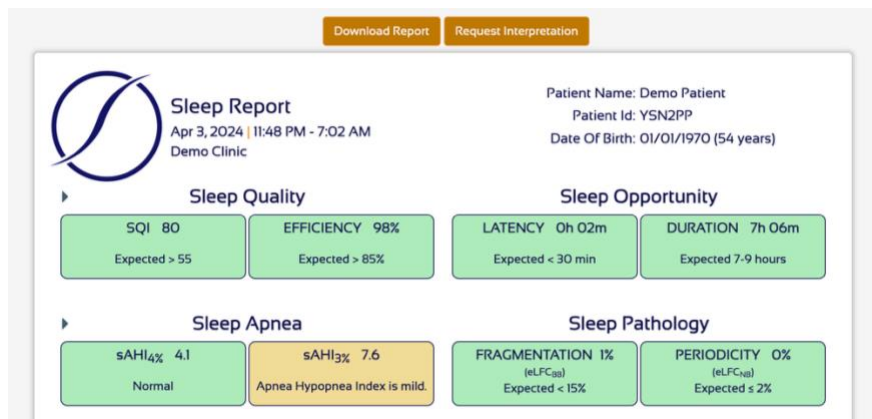 Download Report
Request Interpretation
Sleep Report
Apr 3, 2024 | 11:48 PM - 7:02 AM
Demo Clinic
Patient Name: Demo Patient
Patient Id: YSN2PP
Date Of Birth: 01/01/1970 (54 years)
Sleep Quality
SQI 80
Expected > 55
EFFICIENCY 98%
Expected > 85%
Sleep Opportunity
LATENCY 0h 02m
Expected < 30 min
DURATION 7h 06m
Expected 7-9 hours
Sleep Apnea
sAHI4% 4.1
Normal
sAHI3% 7.6
Apnea Hypopnea Index is mild.
Sleep Pathology
FRAGMENTATION 1%
(eLFCBB)
Expected < 15%
PERIODICITY 0%
(eLFCNB)
Expected ≤ 2%